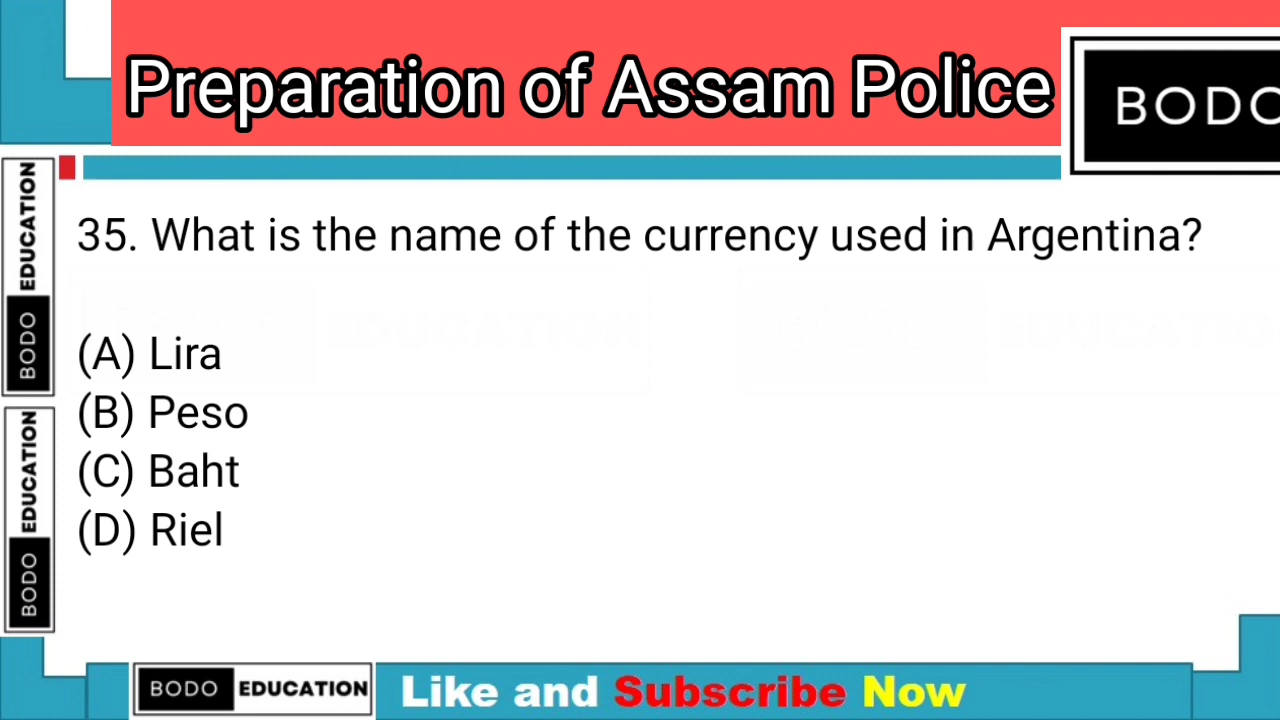 Preparation of Assam Police
BODO
EDUCATION
BODO
EDUCATION
BODO
35. What is the name of the currency used in Argentina?
(A) Lira
(B) Peso
(C) Baht
(D) Riel
BODO EDUCATION
Like and Subscribe Now